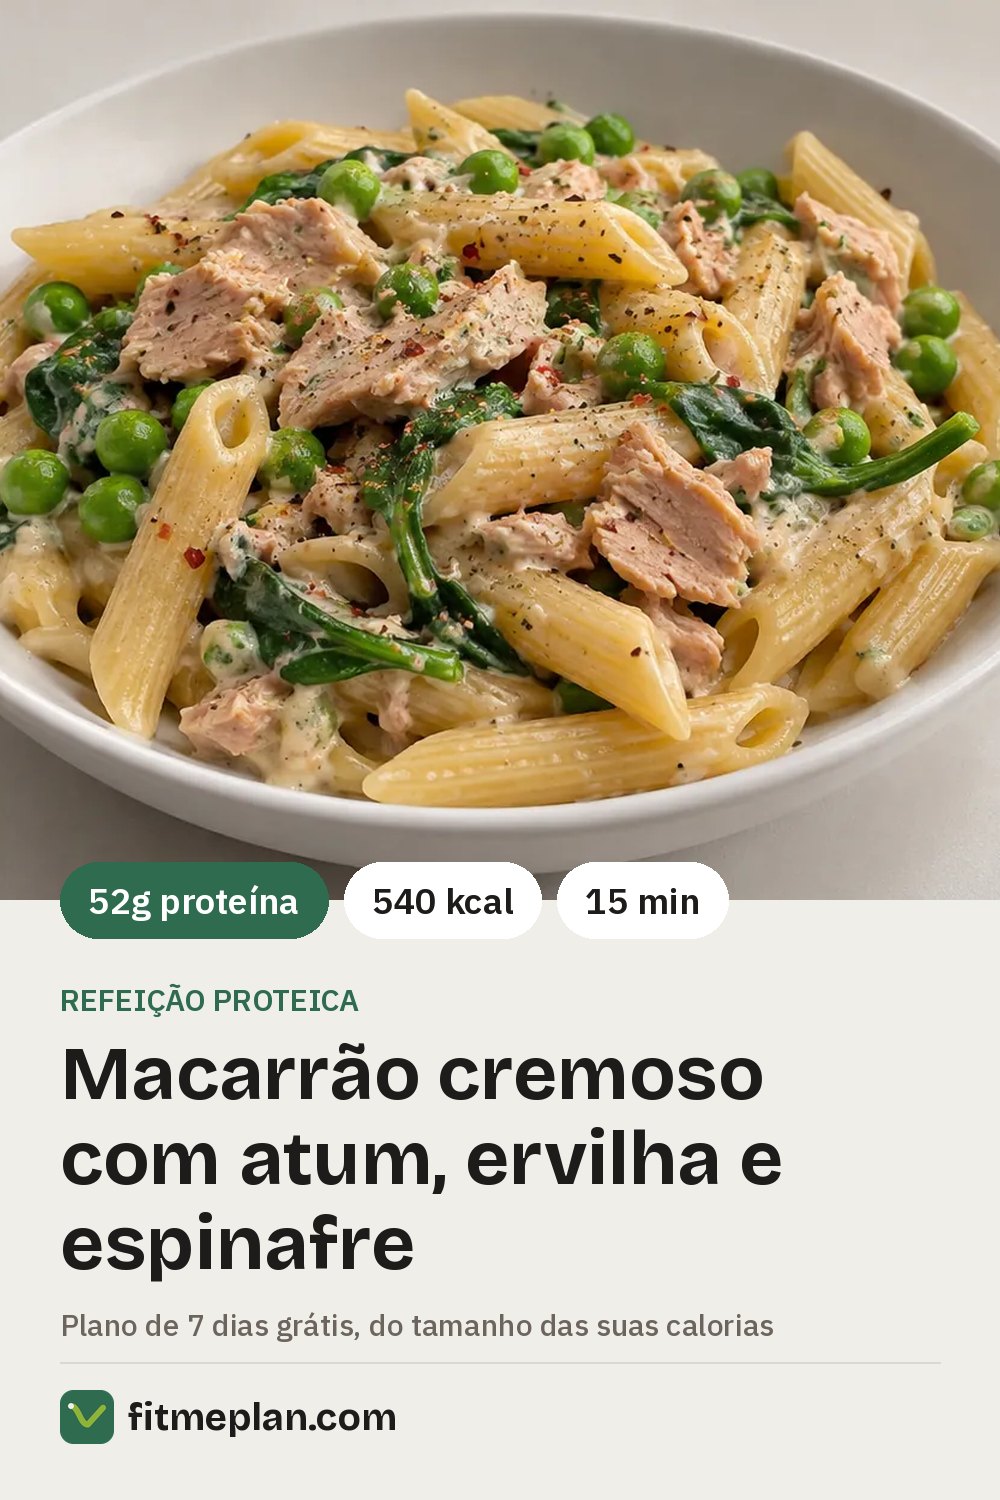 52g proteína
540 kcal
15 min
REFEIÇÃO PROTEICA
Macarrão cremoso
com atum, ervilha e
espinafre
Plano de 7 dias grátis, do tamanho das suas calorias
fitmeplan.com